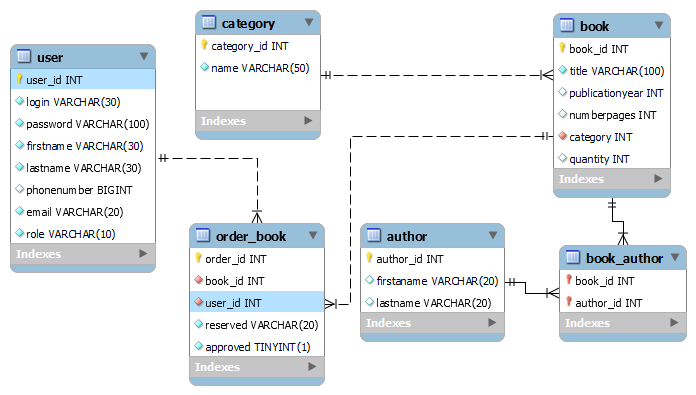 user
user_id INT
login VARCHAR(30)
password VARCHAR(100)
firstname VARCHAR(30)
lastname VARCHAR(30)
phonenumber BIGINT
email VARCHAR(20)
role VARCHAR(10)
Indexes
category
category_id INT
name VARCHAR(50)
Indexes
book
book_id INT
title VARCHAR(100)
publicationyear INT
numberpages INT
category INT
quantity INT
Indexes
order_book
order_id INT
book_id INT
user_id INT
reserved VARCHAR(20)
approved TINYINT(1)
Indexes
author
author_id INT
firstaname VARCHAR(20)
lastname VARCHAR(20)
Indexes
book_author
book_id INT
author_id INT
Indexes